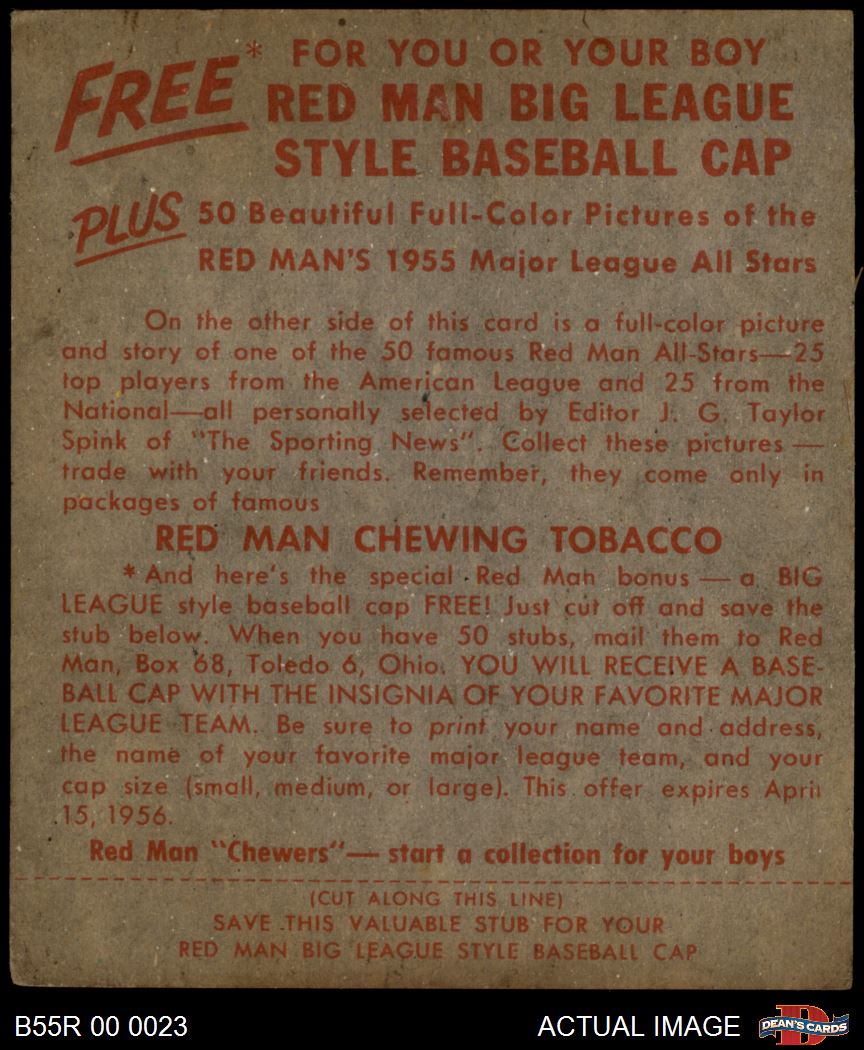 FREE* FOR YOU OR YOUR BOY
RED MAN BIG LEAGUE
STYLE BASEBALL CAP
PLUS 50 Beautiful Full-Color Pictures of the
RED MAN'S 1955 Major League All Stars
On the other side of this card is a full-color picture
and story of one of the 50 famous Red Man All-Stars—25
top players from the American League and 25 from the
National—all personally selected by Editor J. G. Taylor
Spink of "The Sporting News". Collect these pictures —
trade with your friends. Remember, they come only in
packages of famous
RED MAN CHEWING TOBACCO
* And here's the special Red Man bonus — a BIG
LEAGUE style baseball cap FREE! Just cut off and save the
stub below. When you have 50 stubs, mail them to Red
Man, Box 68, Toledo 6, Ohio. YOU WILL RECEIVE A BASE-
BALL CAP WITH THE INSIGNIA OF YOUR FAVORITE MAJOR
LEAGUE TEAM. Be sure to print your name and address,
the name of your favorite major league team, and your
cap size (small, medium, or large). This offer expires April
15, 1956.
Red Man "Chewers"— start a collection for your boys
(CUT ALONG THIS LINE)
SAVE THIS VALUABLE STUB FOR YOUR
RED MAN BIG LEAGUE STYLE BASEBALL CAP
B55R 00 0023 ACTUAL IMAGE D DEAN'S CARDS